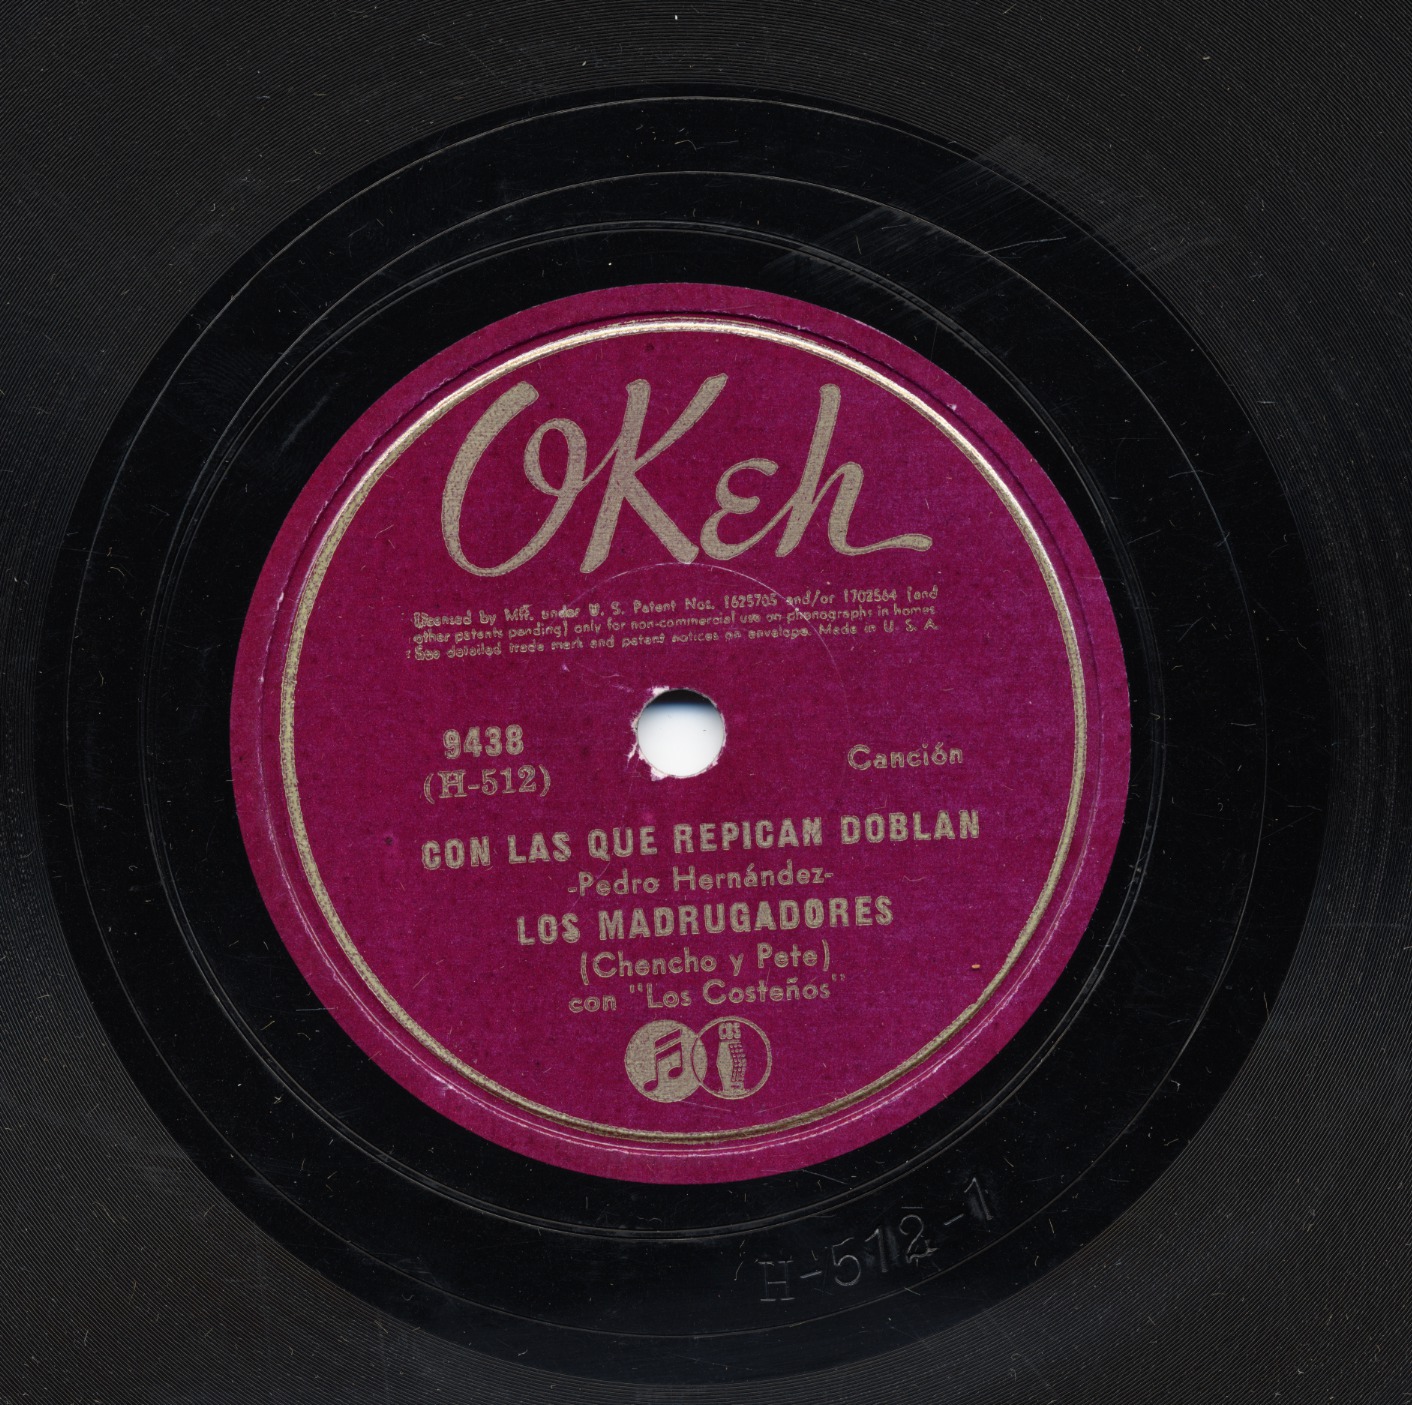 OKeh
Licensed by Mfr. under U. S. Patent Nos. 1625705 and/or 1702564 (and
other patents pending) only for non-commercial use on phonographs in homes
See detailed trade mark and patent notices on envelope. Made in U. S. A.
9438
(H-512)
Canción
CON LAS QUE REPICAN DOBLAN
-Pedro Hernández-
LOS MADRUGADORES
(Chencho y Pete)
con "Los Costeños"
CBS
H-512-1